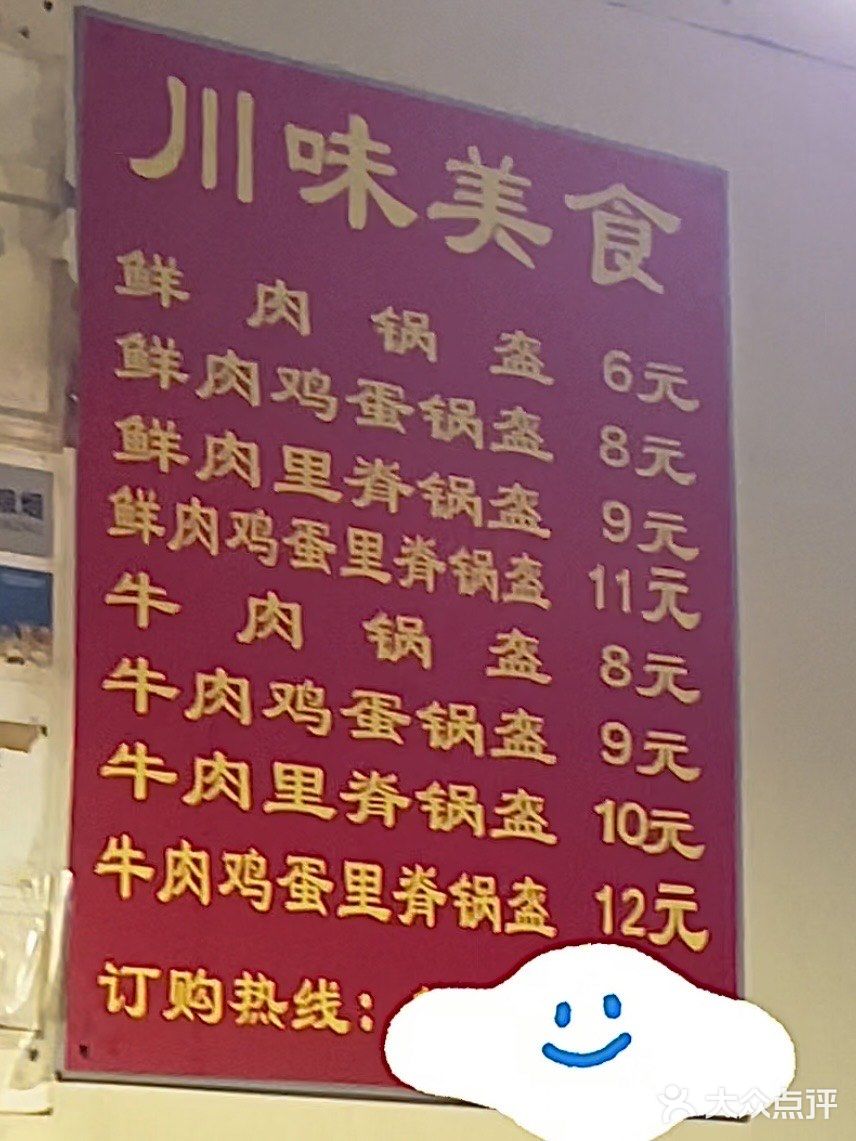 川味美食
鲜肉锅盔 6元
鲜肉鸡蛋锅盔 8元
鲜肉里脊锅盔 9元
鲜肉鸡蛋里脊锅盔 11元
牛肉锅盔 8元
牛肉鸡蛋锅盔 9元
牛肉里脊锅盔 10元
牛肉鸡蛋里脊锅盔 12元
订购热线：
大众点评